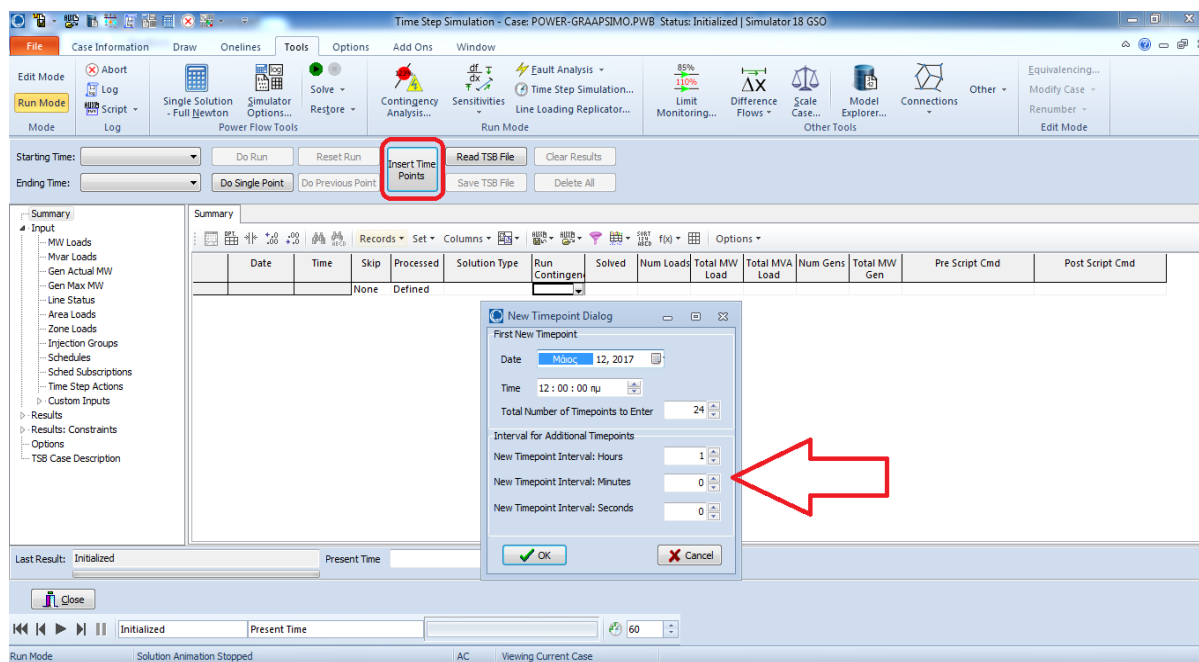 Time Step Simulation - Case: POWER-GRAAPSIMO.PWB Status: Initialized | Simulator 18 GSO
File Case Information Draw Onelines Tools Options Add Ons Window
Edit Mode
Run Mode
Mode
Abort
Log
Script
Log
Single Solution - Full Newton
Simulator Options...
Solve
Restore
Power Flow Tools
Contingency Analysis...
Sensitivities
Fault Analysis
Time Step Simulation...
Line Loading Replicator...
Run Mode
85%
110%
Limit Monitoring...
ΔX
Difference Flows
Scale Case...
Model Explorer...
Connections
Other
Other Tools
Equivalencing...
Modify Case
Renumber
Edit Mode
Starting Time: Do Run Reset Run Insert Time Points Read TSB File Clear Results
Ending Time: Do Single Point Do Previous Point Save TSB File Delete All
Summary
Input
MW Loads
Mvar Loads
Gen Actual MW
Gen Max MW
Line Status
Area Loads
Zone Loads
Injection Groups
Schedules
Sched Subscriptions
Time Step Actions
Custom Inputs
Results
Results: Constraints
Options
TSB Case Description
Summary
Records Set Columns f(x) Options
Date Time Skip Processed Solution Type Run Contingen Solved Num Loads Total MW Load Total MVA Load Num Gens Total MW Gen Pre Script Cmd Post Script Cmd
None Defined
New Timepoint Dialog
First New Timepoint
Date Μάιος 12, 2017
Time 12 : 00 : 00 πμ
Total Number of Timepoints to Enter 24
Interval for Additional Timepoints
New Timepoint Interval: Hours 1
New Timepoint Interval: Minutes 0
New Timepoint Interval: Seconds 0
OK Cancel
Last Result: Initialized Present Time
Close
Initialized Present Time 60
Run Mode Solution Animation Stopped AC Viewing Current Case